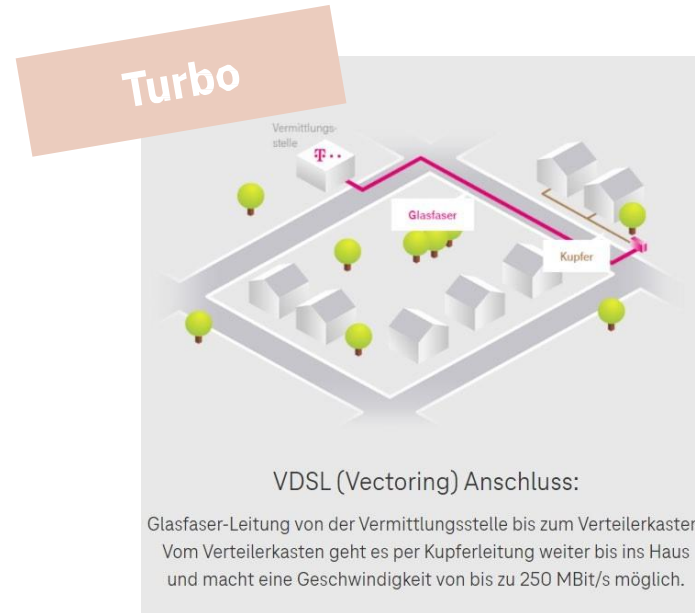 Turbo
Vermittlungs-
stelle
T··
Glasfaser
Kupfer
VDSL (Vectoring) Anschluss:
Glasfaser-Leitung von der Vermittlungsstelle bis zum Verteilerkasten
Vom Verteilerkasten geht es per Kupferleitung weiter bis ins Haus
und macht eine Geschwindigkeit von bis zu 250 MBit/s möglich.